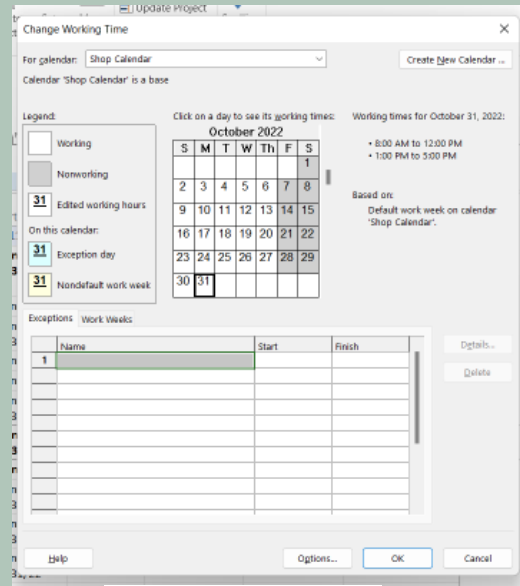 Update Project
Change Working Time
For calendar: Shop Calendar
Create New Calendar ...
Calendar 'Shop Calendar' is a base
Legend:
Working
Nonworking
31 Edited working hours
On this calendar:
31 Exception day
31 Nondefault work week
Click on a day to see its working times:
October 2022
S M T W Th F S
1
2 3 4 5 6 7 8
9 10 11 12 13 14 15
16 17 18 19 20 21 22
23 24 25 26 27 28 29
30 31
Working times for October 31, 2022:
• 8:00 AM to 12:00 PM
• 1:00 PM to 5:00 PM
Based on:
Default work week on calendar
'Shop Calendar'.
Exceptions Work Weeks
Name Start Finish
1
Details...
Delete
Help Options... OK Cancel